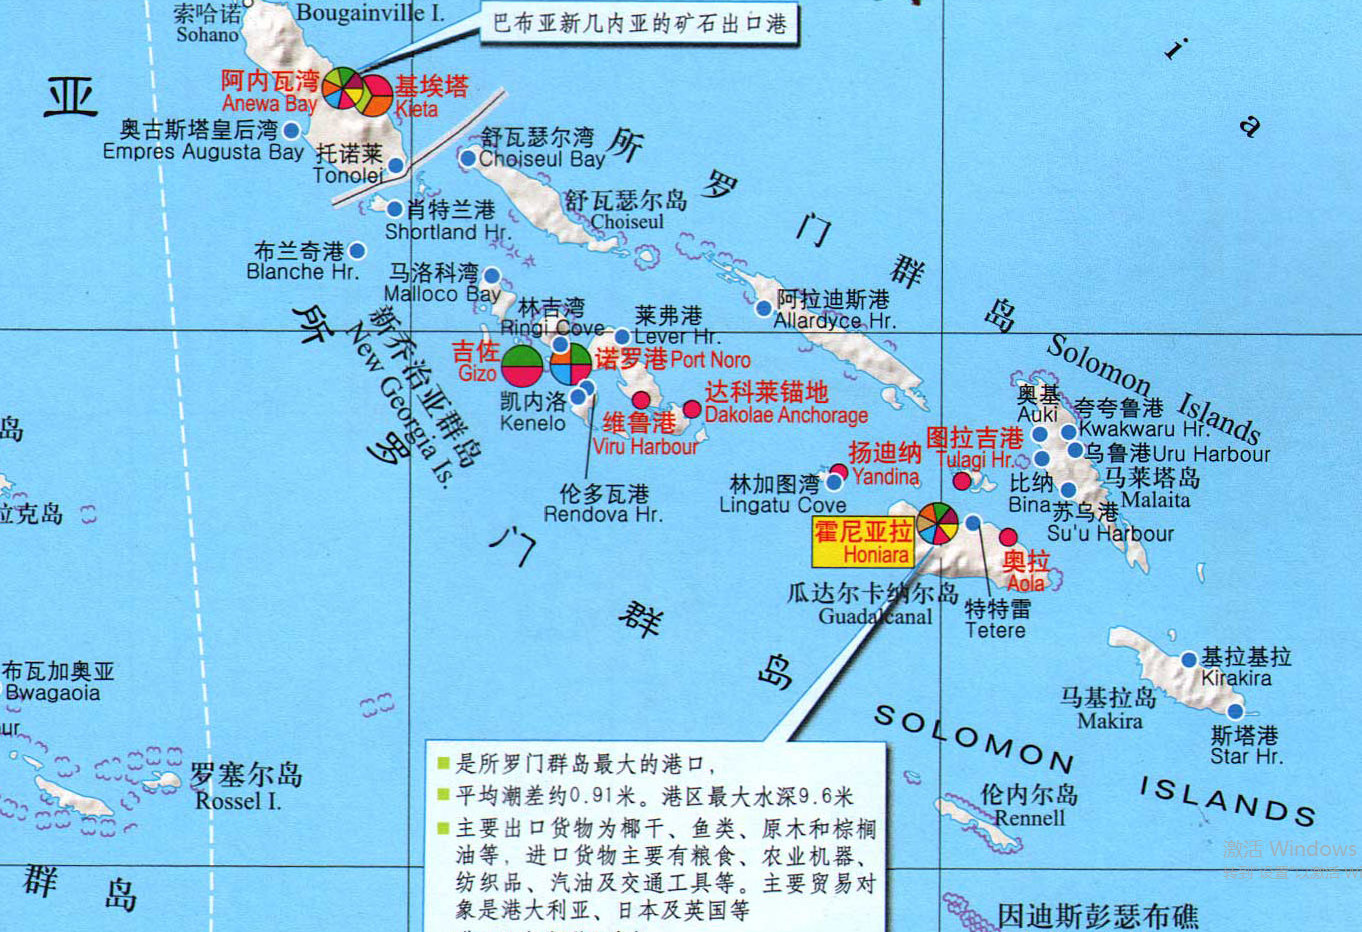 索哈诺
Sohano
Bougainville I.
巴布亚新几内亚的矿石出口港
i
a
亚
阿内瓦湾
Anewa Bay
基埃塔
Kieta
奥古斯塔皇后湾
Empres Augusta Bay
托诺莱
Tonolei
舒瓦瑟尔湾
Choiseul Bay
所罗门群岛
舒瓦瑟尔岛
Choiseul
肖特兰港
Shortland Hr.
布兰奇港
Blanche Hr.
马洛科湾
Malloco Bay
林吉湾
Ringi Cove
莱弗港
Lever Hr.
阿拉迪斯港
Allardyce Hr.
Solomon Islands
所罗门群岛
新乔治亚群岛
New Georgia Is.
吉佐
Gizo
诺罗港 Port Noro
凯内洛
Kenelo
维鲁港
Viru Harbour
达科莱锚地
Dakolae Anchorage
伦多瓦港
Rendova Hr.
奥基
Auki
夸夸鲁港
Kwakwaru Hr.
乌鲁港 Uru Harbour
图拉吉港
Tulagi Hr.
扬迪纳
Yandina
林加图湾
Lingatu Cove
比纳
Bina
马莱塔岛
Malaita
苏乌港
Su'u Harbour
霍尼亚拉
Honiara
奥拉
Aola
瓜达尔卡纳尔岛
Guadalcanal
特特雷
Tetere
岛
拉克岛
布瓦加奥亚
Bwagaoia
ur
基拉基拉
Kirakira
马基拉岛
Makira
斯塔港
Star Hr.
SOLOMON ISLANDS
罗塞尔岛
Rossel I.
群岛
伦内尔岛
Rennell
因迪斯彭瑟布礁
是所罗门群岛最大的港口，
平均潮差约0.91米。港区最大水深9.6米
主要出口货物为椰干、鱼类、原木和棕榈
油等，进口货物主要有粮食、农业机器、
纺织品、汽油及交通工具等。主要贸易对
象是港大利亚、日本及英国等
激活 Windows